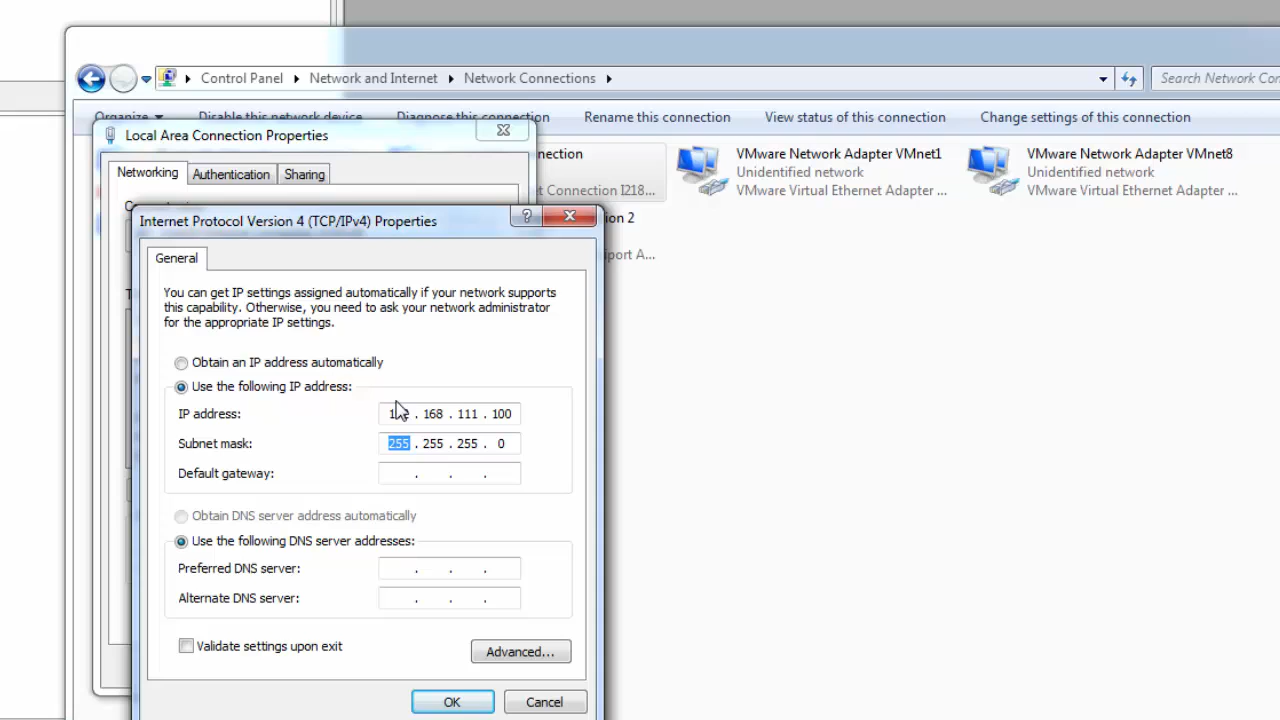 Control Panel Network and Internet Network Connections
Search Network Con
Organize Disable this network device Diagnose this connection Rename this connection View status of this connection Change settings of this connection
Local Area Connection Properties
Networking Authentication Sharing
nection
Connection I218...
ion 2
iport A...
VMware Network Adapter VMnet1
Unidentified network
VMware Virtual Ethernet Adapter ...
VMware Network Adapter VMnet8
Unidentified network
VMware Virtual Ethernet Adapter ...
Internet Protocol Version 4 (TCP/IPv4) Properties
General
You can get IP settings assigned automatically if your network supports
this capability. Otherwise, you need to ask your network administrator
for the appropriate IP settings.
Obtain an IP address automatically
Use the following IP address:
IP address: . 168 . 111 . 100
Subnet mask: 255 . 255 . 255 . 0
Default gateway: . . .
Obtain DNS server address automatically
Use the following DNS server addresses:
Preferred DNS server: . . .
Alternate DNS server: . . .
Validate settings upon exit
Advanced...
OK Cancel